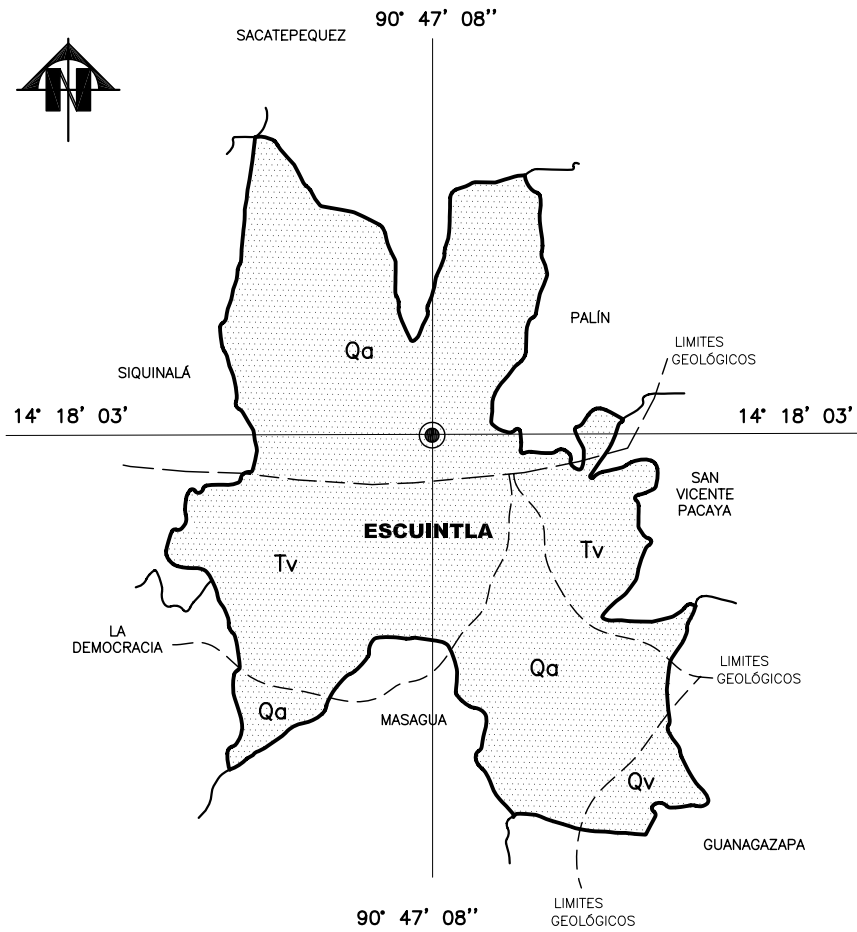 90° 47' 08''
SACATEPEQUEZ
N
PALÍN
LIMITES
GEOLÓGICOS
Qa
SIQUINALÁ
14° 18' 03'
14° 18' 03'
SAN
VICENTE
PACAYA
ESCUINTLA
Tv
Tv
LA
DEMOCRACIA
LIMITES
GEOLÓGICOS
Qa
Qa
MASAGUA
Qv
GUANAGAZAPA
LIMITES
GEOLÓGICOS
90° 47' 08''